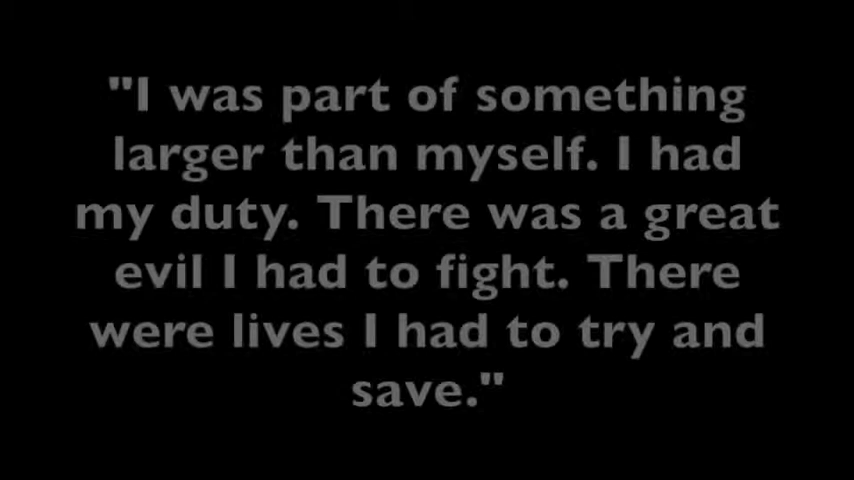 "I was part of something
larger than myself. I had
my duty. There was a great
evil I had to fight. There
were lives I had to try and
save."